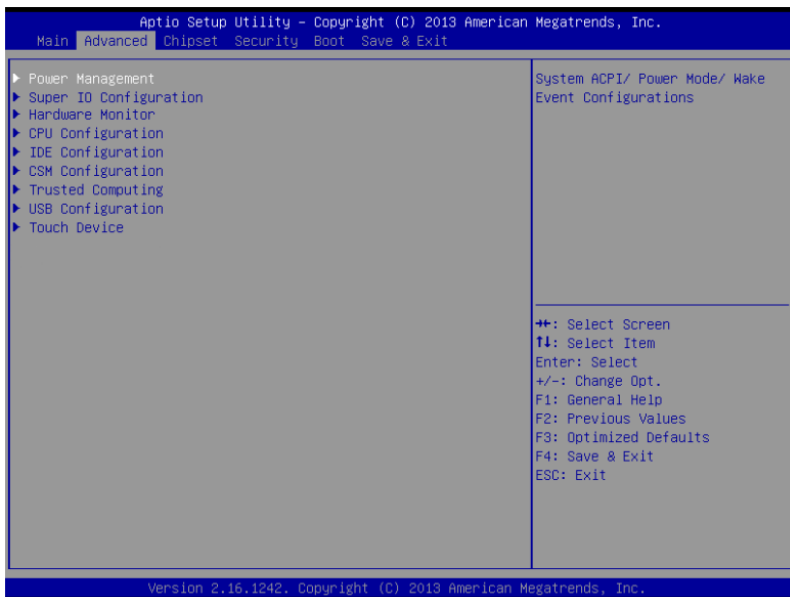 Aptio Setup Utility – Copyright (C) 2013 American Megatrends, Inc.
Main Advanced Chipset Security Boot Save & Exit
▶ Power Management
▶ Super IO Configuration
▶ Hardware Monitor
▶ CPU Configuration
▶ IDE Configuration
▶ CSM Configuration
▶ Trusted Computing
▶ USB Configuration
▶ Touch Device
System ACPI/ Power Mode/ Wake
Event Configurations
→←: Select Screen
↑↓: Select Item
Enter: Select
+/-: Change Opt.
F1: General Help
F2: Previous Values
F3: Optimized Defaults
F4: Save & Exit
ESC: Exit
Version 2.16.1242. Copyright (C) 2013 American Megatrends, Inc.